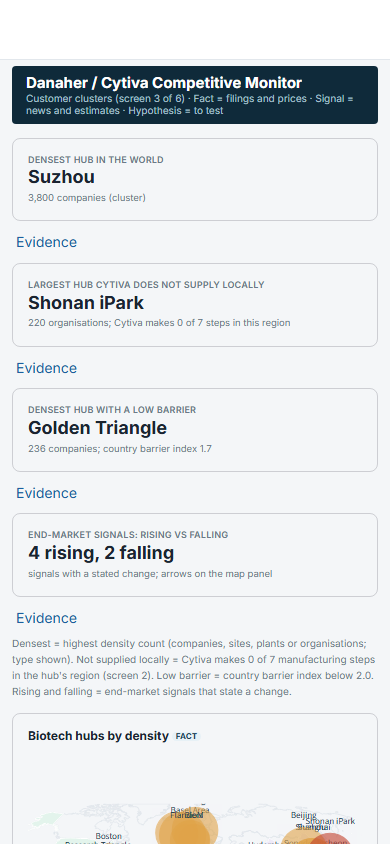 Danaher / Cytiva Competitive Monitor
Customer clusters (screen 3 of 6) · Fact = filings and prices · Signal =
news and estimates · Hypothesis = to test
DENSEST HUB IN THE WORLD
Suzhou
3,800 companies (cluster)
Evidence
LARGEST HUB CYTIVA DOES NOT SUPPLY LOCALLY
Shonan iPark
220 organisations; Cytiva makes 0 of 7 steps in this region
Evidence
DENSEST HUB WITH A LOW BARRIER
Golden Triangle
236 companies; country barrier index 1.7
Evidence
END-MARKET SIGNALS: RISING VS FALLING
4 rising, 2 falling
signals with a stated change; arrows on the map panel
Evidence
Densest = highest density count (companies, sites, plants or organisations;
type shown). Not supplied locally = Cytiva makes 0 of 7 manufacturing steps
in the hub's region (screen 2). Low barrier = country barrier index below 2.0.
Rising and falling = end-market signals that state a change.
Biotech hubs by density FACT
Basel Area
Beijing
Shonan iPark
Shanghai
Boston